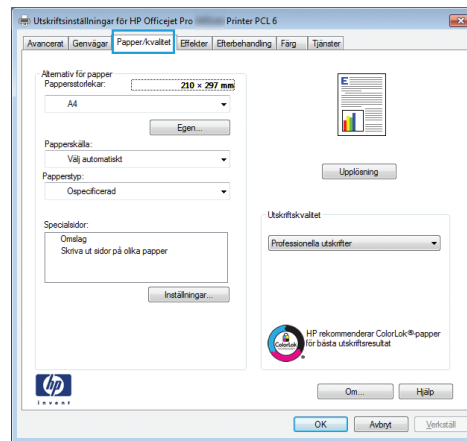 Utskriftsinställningar för HP Officejet Pro Printer PCL 6
Avancerat Genvägar Papper/kvalitet Effekter Efterbehandling Färg Tjänster
Alternativ för papper
Pappersstorlekar: 210 × 297 mm
A4
Egen...
Papperskälla:
Välj automatiskt
Papperstyp:
Ospecificerad
Specialsidor:
Omslag
Skriva ut sidor på olika papper
Inställningar...
E
Upplösning
Utskriftskvalitet
Professionella utskrifter
ColorLok
HP rekommenderar ColorLok®-papper
för bästa utskriftsresultat
hp
invent
Om... Hjälp
OK Avbryt Verkställ